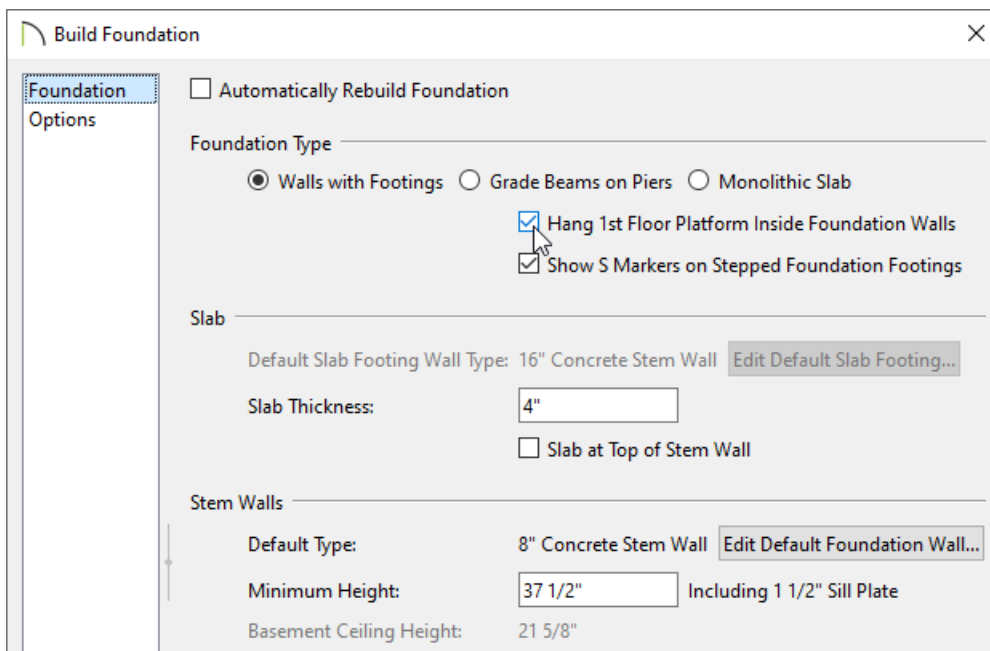 Build Foundation
Foundation
Options
Automatically Rebuild Foundation
Foundation Type
Walls with Footings Grade Beams on Piers Monolithic Slab
Hang 1st Floor Platform Inside Foundation Walls
Show S Markers on Stepped Foundation Footings
Slab
Default Slab Footing Wall Type: 16" Concrete Stem Wall Edit Default Slab Footing...
Slab Thickness: 4"
Slab at Top of Stem Wall
Stem Walls
Default Type: 8" Concrete Stem Wall Edit Default Foundation Wall...
Minimum Height: 37 1/2" Including 1 1/2" Sill Plate
Basement Ceiling Height: 21 5/8"